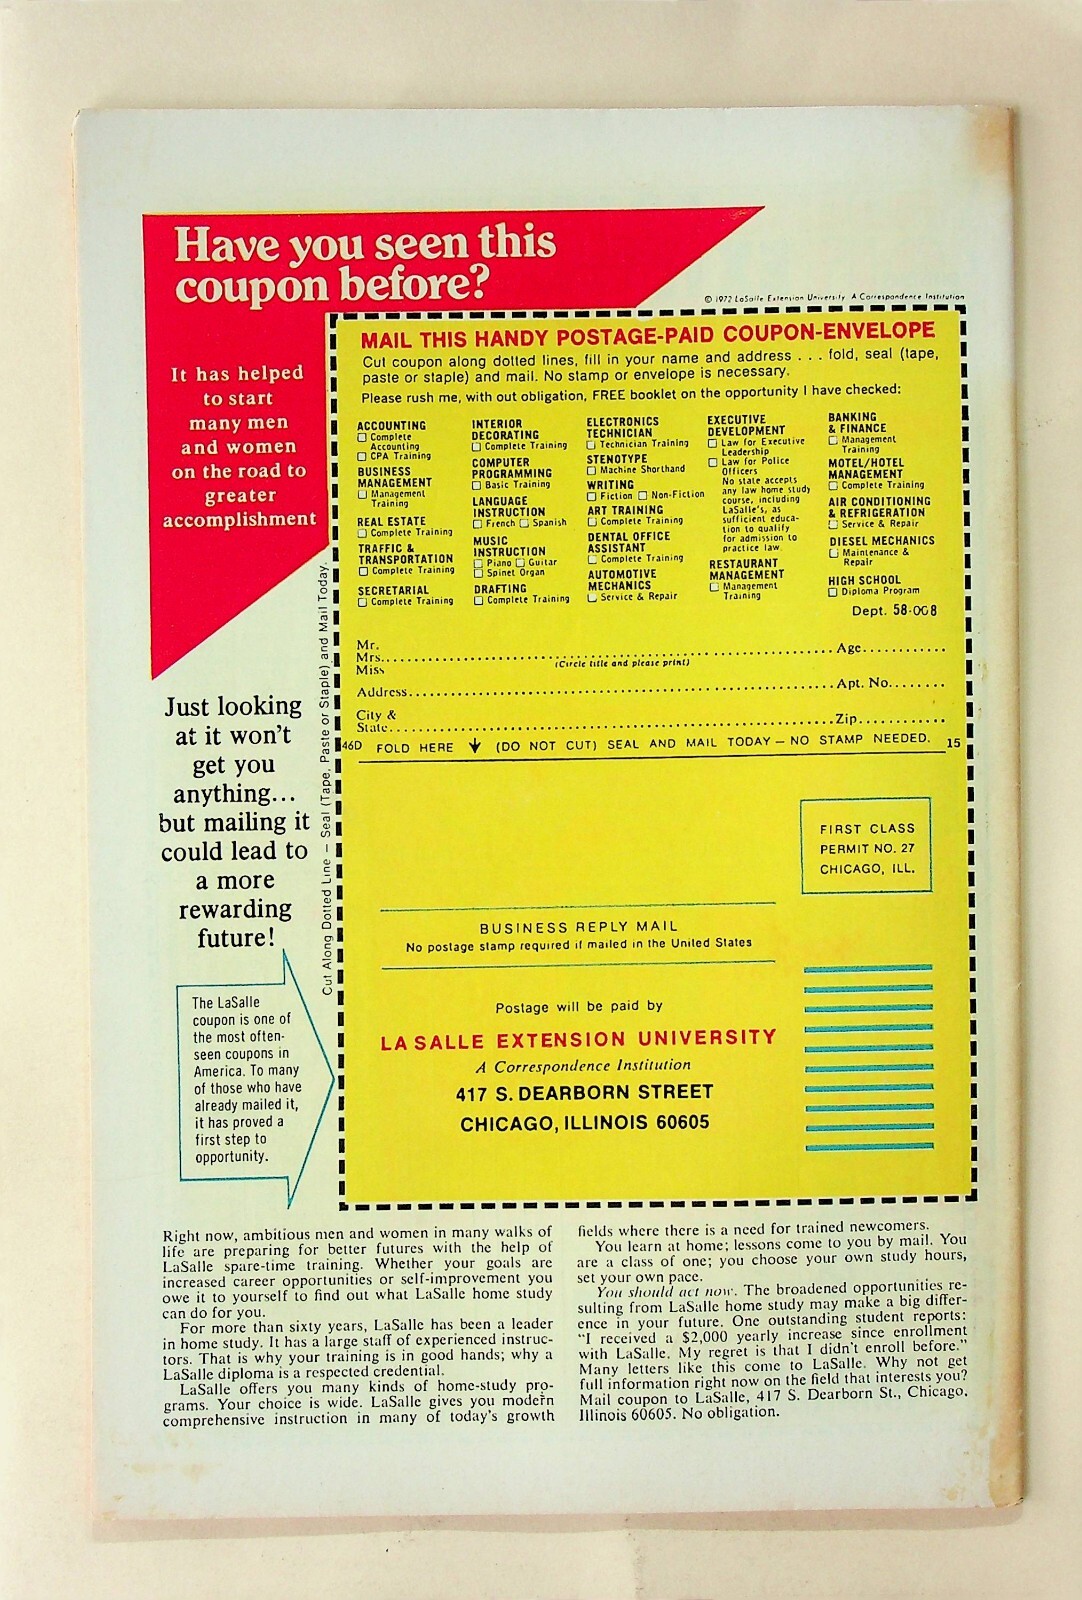 Have you seen this
coupon before?
It has helped
to start
many men
and women
on the road to
greater
accomplishment
© 1972 LaSalle Extension University A Correspondence Institution
MAIL THIS HANDY POSTAGE-PAID COUPON-ENVELOPE
Cut coupon along dotted lines, fill in your name and address . . . fold, seal (tape,
paste or staple) and mail. No stamp or envelope is necessary.
Please rush me, with out obligation, FREE booklet on the opportunity I have checked:
ACCOUNTING
☐ Complete
Accounting
☐ CPA Training
BUSINESS
MANAGEMENT
☐ Management
Training
REAL ESTATE
☐ Complete Training
TRAFFIC &
TRANSPORTATION
☐ Complete Training
SECRETARIAL
☐ Complete Training
INTERIOR
DECORATING
☐ Complete Training
COMPUTER
PROGRAMMING
☐ Basic Training
LANGUAGE
INSTRUCTION
☐ French ☐ Spanish
MUSIC
INSTRUCTION
☐ Piano ☐ Guitar
☐ Spinet Organ
DRAFTING
☐ Complete Training
ELECTRONICS
TECHNICIAN
☐ Technician Training
STENOTYPE
☐ Machine Shorthand
WRITING
☐ Fiction ☐ Non-Fiction
ART TRAINING
☐ Complete Training
DENTAL OFFICE
ASSISTANT
☐ Complete Training
AUTOMOTIVE
MECHANICS
☐ Service & Repair
EXECUTIVE
DEVELOPMENT
☐ Law for Executive
Leadership
☐ Law for Police
Officers
No state accepts
any law home study
course, including
LaSalle's, as
sufficient educa-
tion to qualify
for admission to
practice law.
RESTAURANT
MANAGEMENT
☐ Management
Training
BANKING
& FINANCE
☐ Management
Training
MOTEL/HOTEL
MANAGEMENT
☐ Complete Training
AIR CONDITIONING
& REFRIGERATION
☐ Service & Repair
DIESEL MECHANICS
☐ Maintenance &
Repair
HIGH SCHOOL
☐ Diploma Program
Dept. 58-008
Mr.
Mrs. Age
(Circle title and please print)
Miss
Address Apt. No.
City &
State Zip
46D FOLD HERE ↓ (DO NOT CUT) SEAL AND MAIL TODAY – NO STAMP NEEDED. 15
Cut Along Dotted Line – Seal (Tape, Paste or Staple) and Mail Today.
FIRST CLASS
PERMIT NO. 27
CHICAGO, ILL.
BUSINESS REPLY MAIL
No postage stamp required if mailed in the United States
Postage will be paid by
LA SALLE EXTENSION UNIVERSITY
A Correspondence Institution
417 S. DEARBORN STREET
CHICAGO, ILLINOIS 60605
Just looking
at it won't
get you
anything...
but mailing it
could lead to
a more
rewarding
future!
The LaSalle
coupon is one of
the most often-
seen coupons in
America. To many
of those who have
already mailed it,
it has proved a
first step to
opportunity.
Right now, ambitious men and women in many walks of
life are preparing for better futures with the help of
LaSalle spare-time training. Whether your goals are
increased career opportunities or self-improvement you
owe it to yourself to find out what LaSalle home study
can do for you.
For more than sixty years, LaSalle has been a leader
in home study. It has a large staff of experienced instruc-
tors. That is why your training is in good hands; why a
LaSalle diploma is a respected credential.
LaSalle offers you many kinds of home-study pro-
grams. Your choice is wide. LaSalle gives you modern
comprehensive instruction in many of today's growth
fields where there is a need for trained newcomers.
You learn at home; lessons come to you by mail. You
are a class of one; you choose your own study hours,
set your own pace.
You should act now. The broadened opportunities re-
sulting from LaSalle home study may make a big differ-
ence in your future. One outstanding student reports:
"I received a $2,000 yearly increase since enrollment
with LaSalle. My regret is that I didn't enroll before."
Many letters like this come to LaSalle. Why not get
full information right now on the field that interests you?
Mail coupon to LaSalle, 417 S. Dearborn St., Chicago,
Illinois 60605. No obligation.